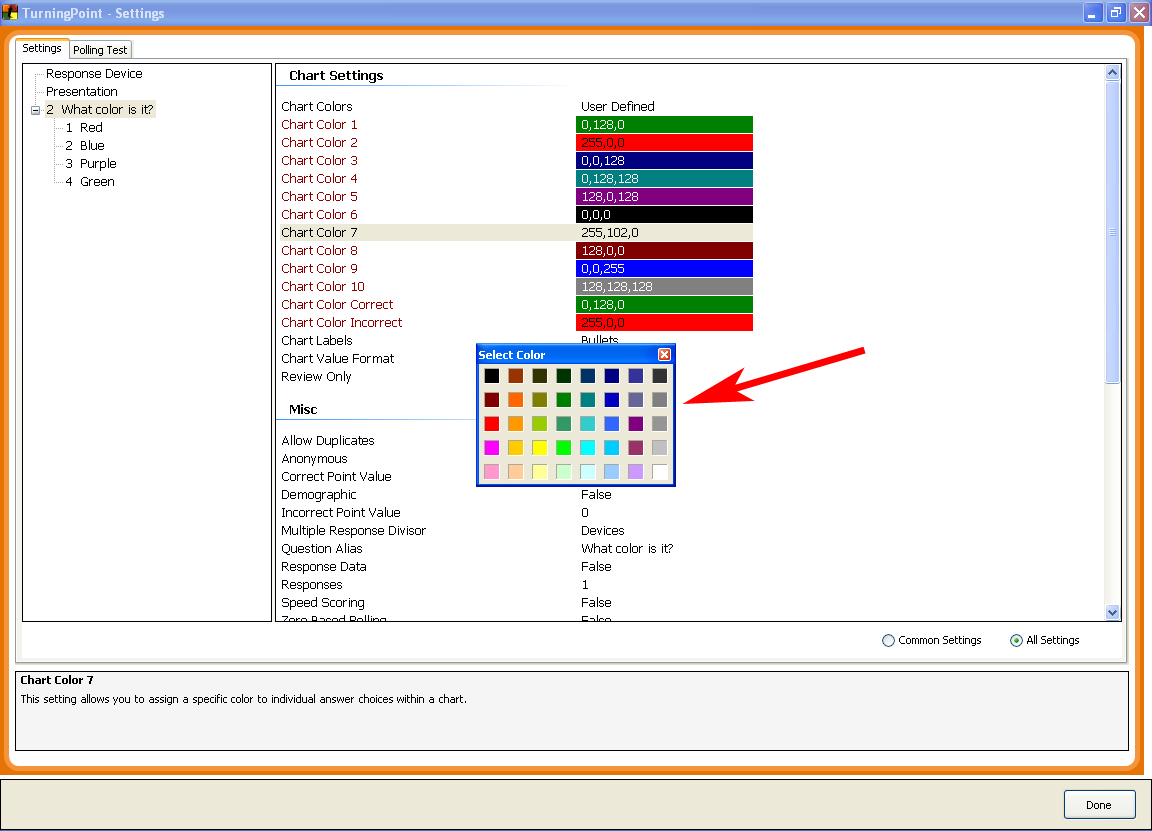 TurningPoint - Settings
Settings
Polling Test
Response Device
Presentation
2 What color is it?
1 Red
2 Blue
3 Purple
4 Green
Chart Settings
Chart Colors User Defined
Chart Color 1 0,128,0
Chart Color 2 255,0,0
Chart Color 3 0,0,128
Chart Color 4 0,128,128
Chart Color 5 128,0,128
Chart Color 6 0,0,0
Chart Color 7 255,102,0
Chart Color 8 128,0,0
Chart Color 9 0,0,255
Chart Color 10 128,128,128
Chart Color Correct 0,128,0
Chart Color Incorrect 255,0,0
Chart Labels Bullets
Chart Value Format
Review Only
Select Color
Misc
Allow Duplicates
Anonymous
Correct Point Value
Demographic False
Incorrect Point Value 0
Multiple Response Divisor Devices
Question Alias What color is it?
Response Data False
Responses 1
Speed Scoring False
Zero Based Polling False
Common Settings
All Settings
Chart Color 7
This setting allows you to assign a specific color to individual answer choices within a chart.
Done